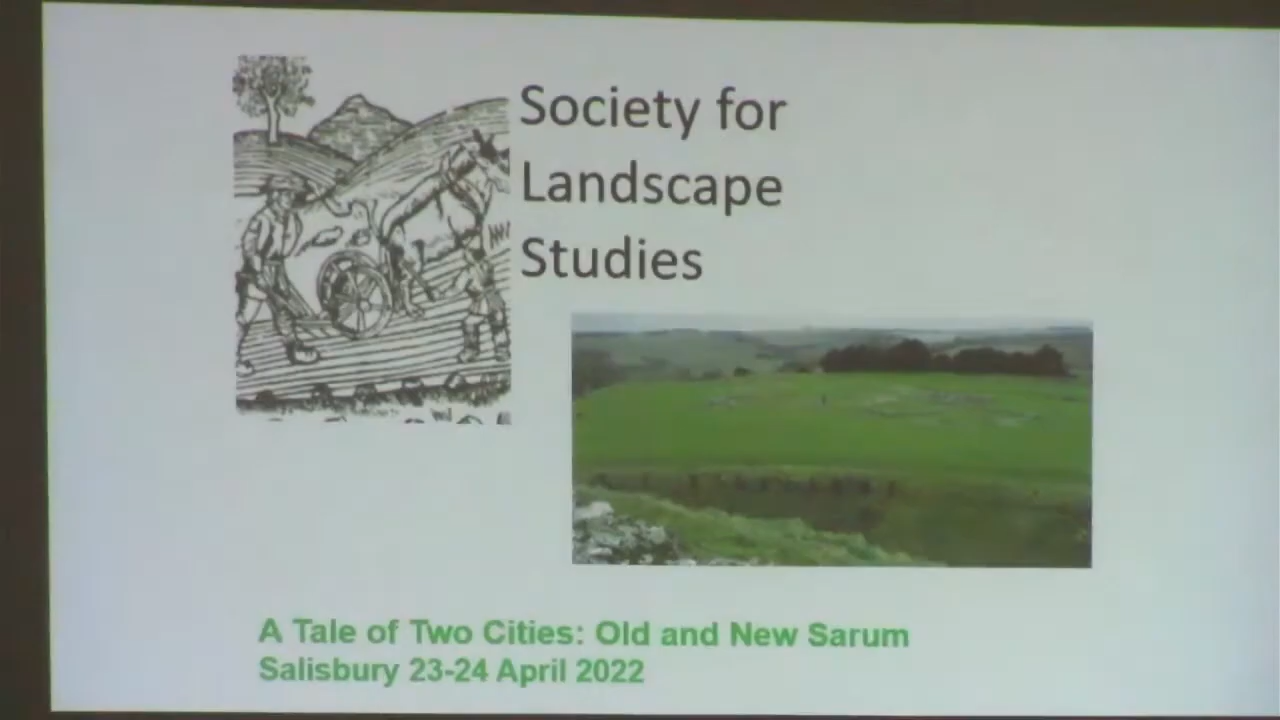 Society for
Landscape
Studies
A Tale of Two Cities: Old and New Sarum
Salisbury 23-24 April 2022